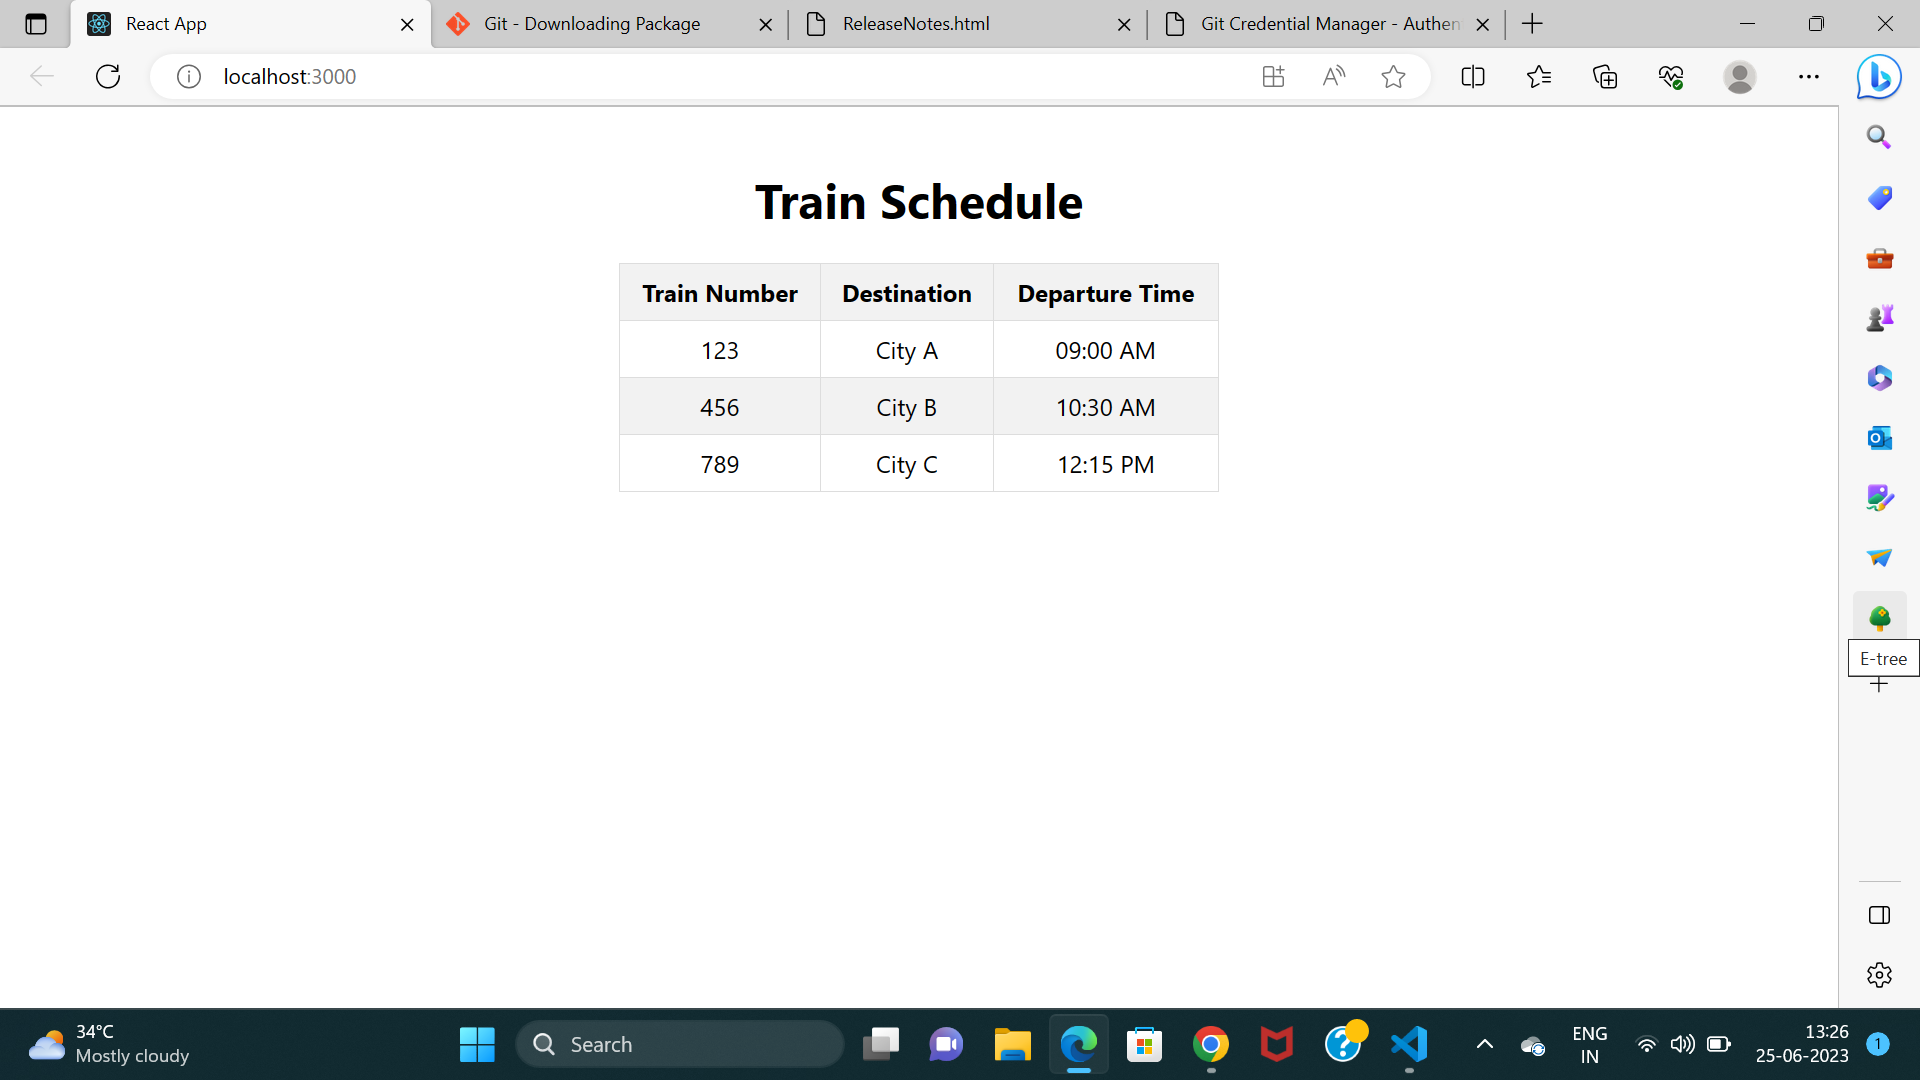 React App
Git - Downloading Package
ReleaseNotes.html
Git Credential Manager - Authen
localhost:3000
Train Schedule
Train Number Destination Departure Time
123 City A 09:00 AM
456 City B 10:30 AM
789 City C 12:15 PM
E-tree
34°C
Mostly cloudy
Search
ENG
IN
13:26
25-06-2023
1